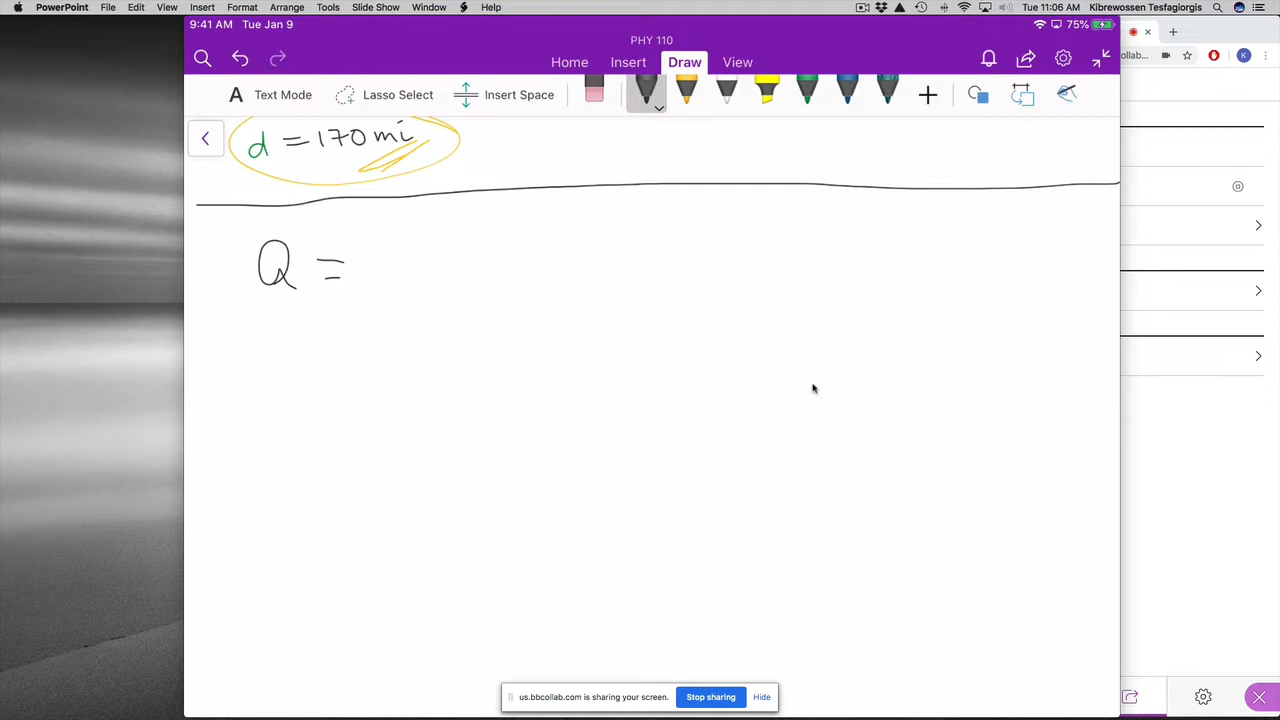 PowerPoint File Edit View Insert Format Arrange Tools Slide Show Window Help Tue 11:06 AM Kibrewossen Tesfagiorgis
9:41 AM Tue Jan 9 75%
PHY 110
Home Insert Draw View
ollab... K
A Text Mode Lasso Select Insert Space
d = 170 mi
Q =
us.bbcollab.com is sharing your screen. Stop sharing Hide